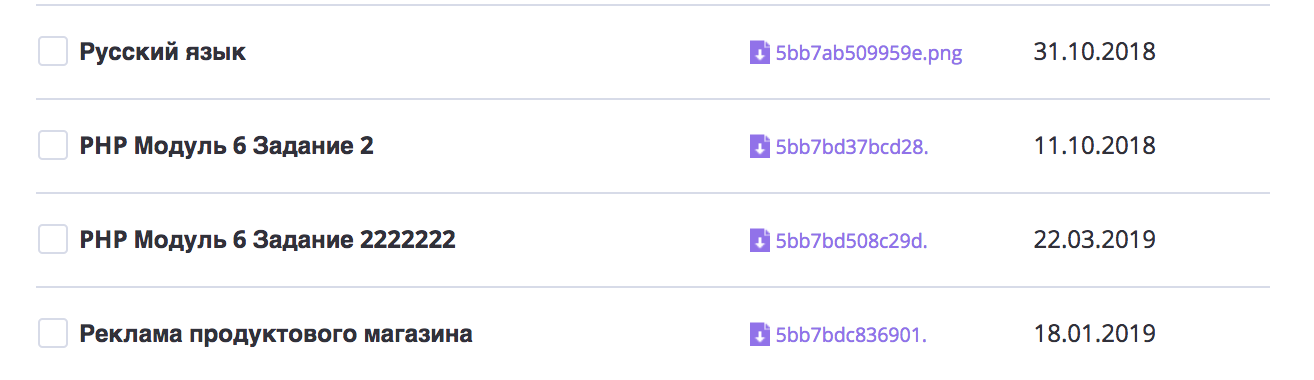 Русский язык 5bb7ab509959e.png 31.10.2018
PHP Модуль 6 Задание 2 5bb7bd37bcd28. 11.10.2018
PHP Модуль 6 Задание 2222222 5bb7bd508c29d. 22.03.2019
Реклама продуктового магазина 5bb7bdc836901. 18.01.2019